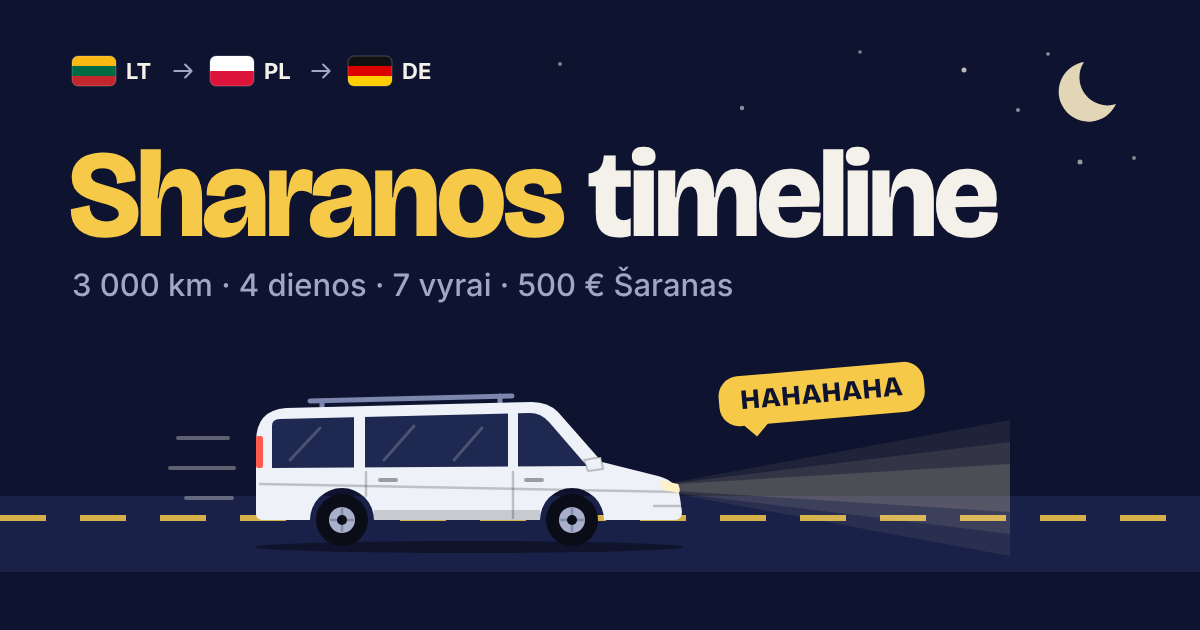 LT → PL → DE
Sharanos timeline
3 000 km · 4 dienos · 7 vyrai · 500 € Šaranas
HAHAHAHA